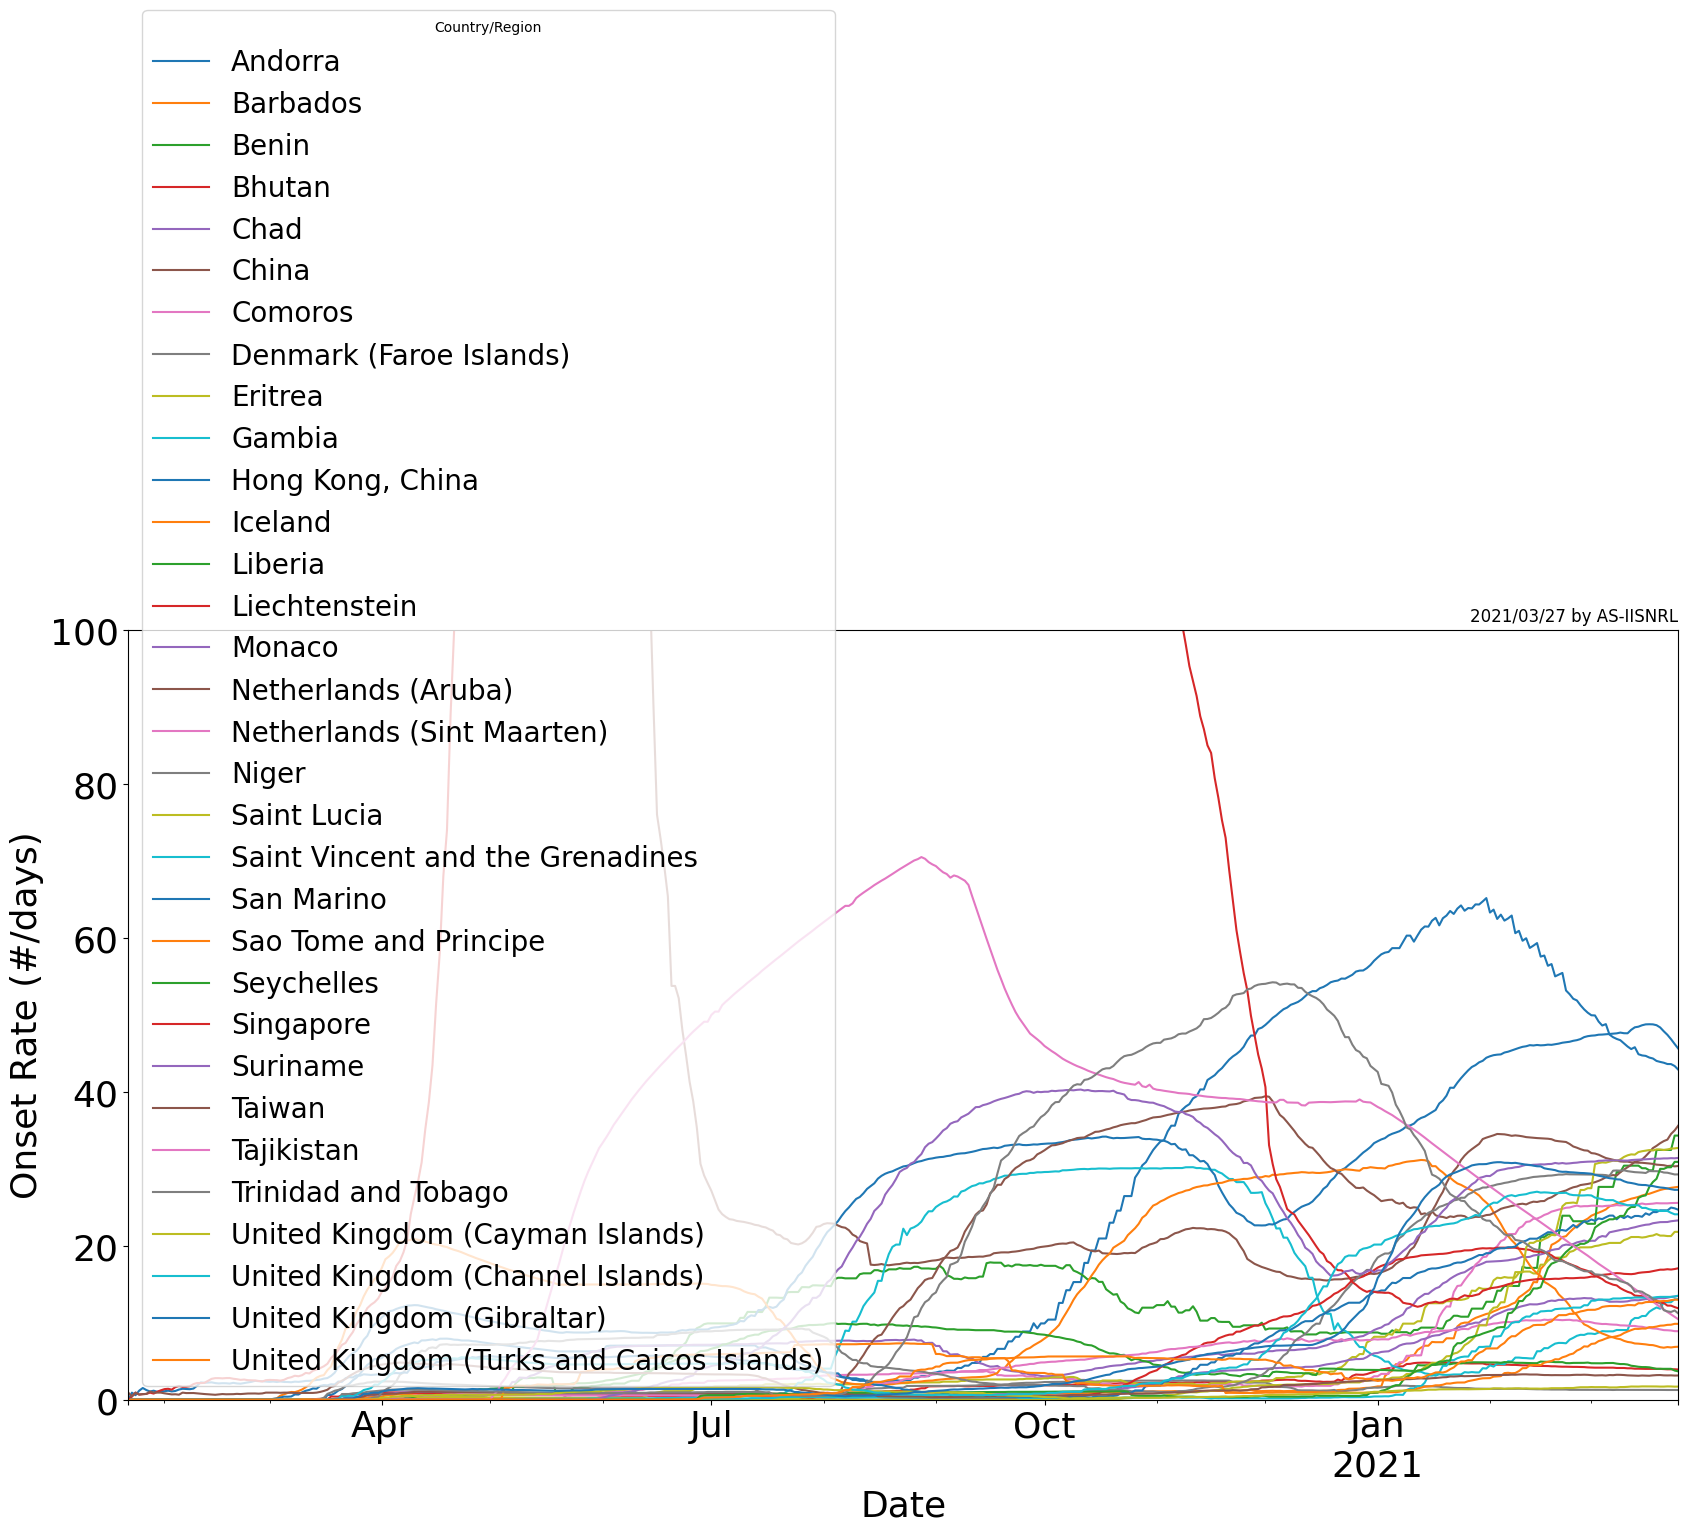 Country/Region
Andorra
Barbados
Benin
Bhutan
Chad
China
Comoros
Denmark (Faroe Islands)
Eritrea
Gambia
Hong Kong, China
Iceland
Liberia
Liechtenstein
Monaco
Netherlands (Aruba)
Netherlands (Sint Maarten)
Niger
Saint Lucia
Saint Vincent and the Grenadines
San Marino
Sao Tome and Principe
Seychelles
Singapore
Suriname
Taiwan
Tajikistan
Trinidad and Tobago
United Kingdom (Cayman Islands)
United Kingdom (Channel Islands)
United Kingdom (Gibraltar)
United Kingdom (Turks and Caicos Islands)
2021/03/27 by AS-IISNRL
Onset Rate (#/days)
100
80
60
40
20
0
Apr
Jul
Oct
Jan
2021
Date